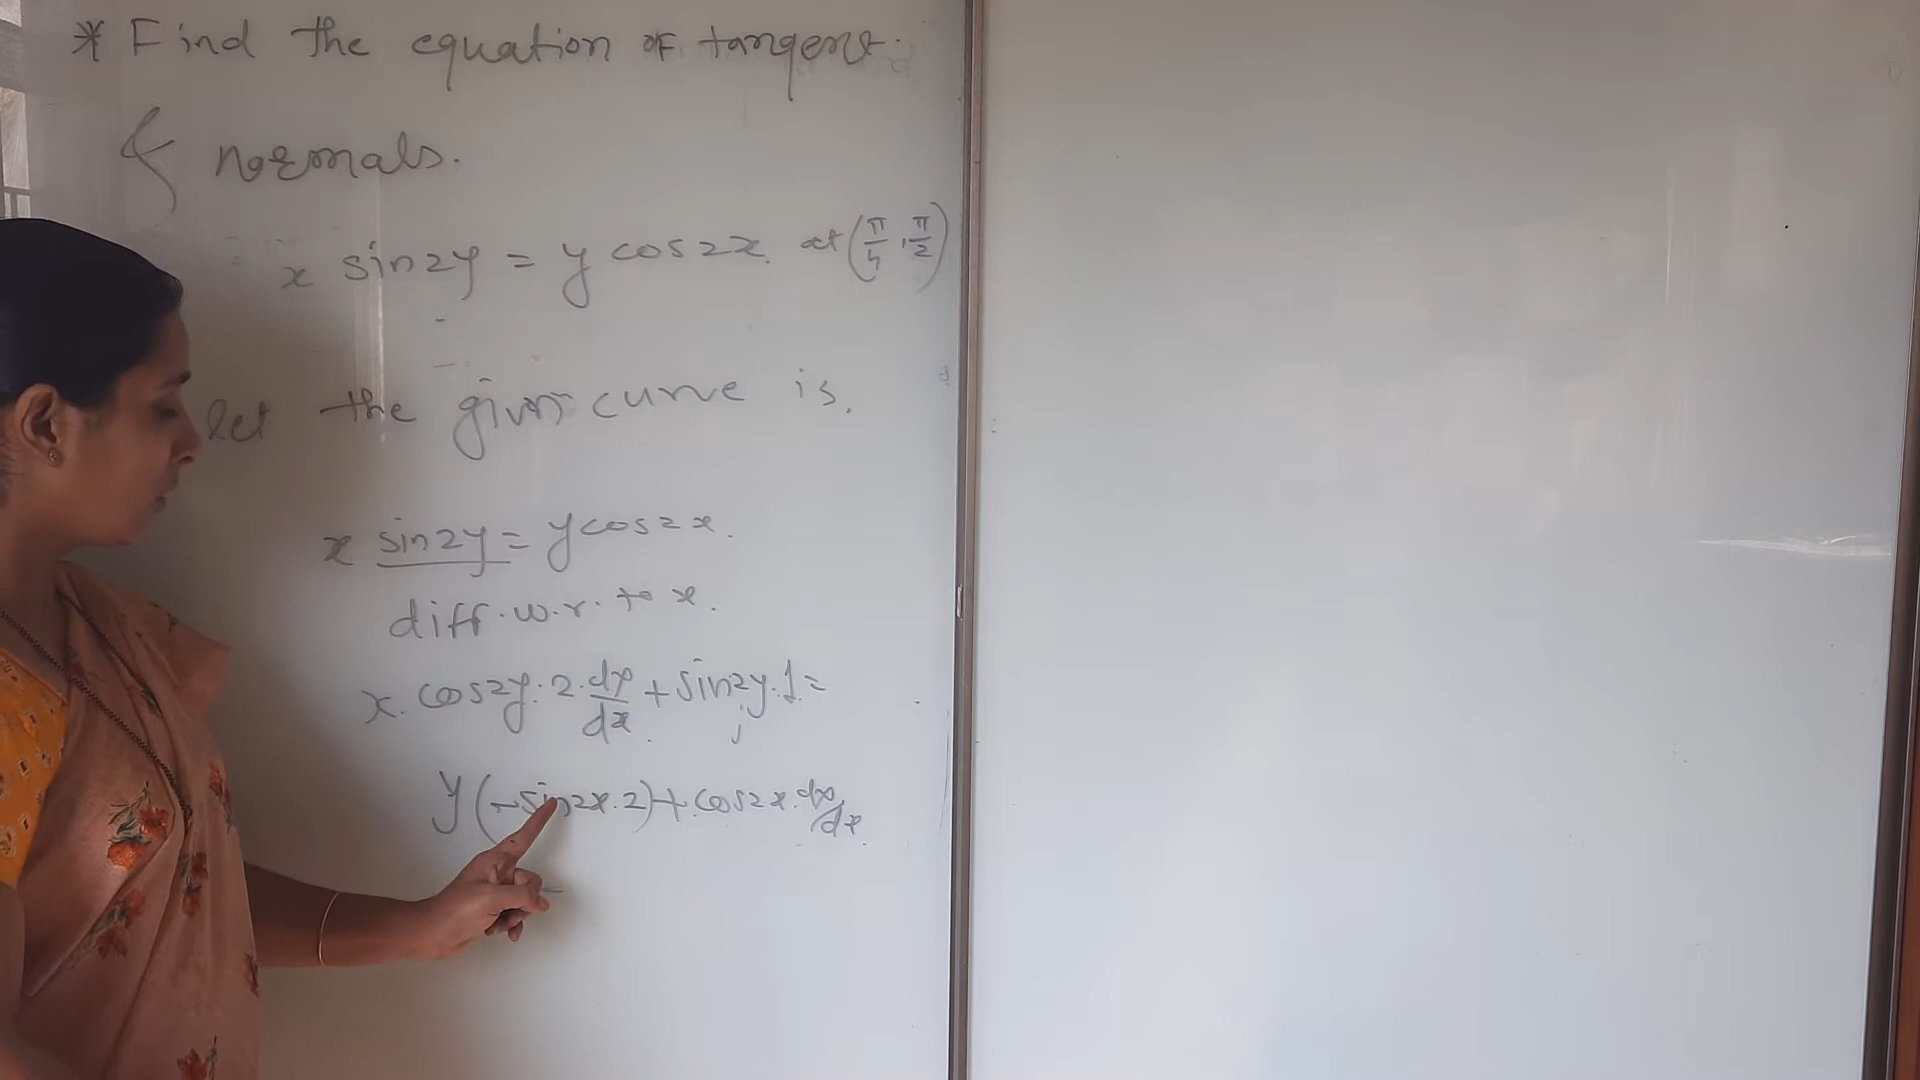 * Find the equation of tangent
& normals.
x sin2y = y cos2x. at (π/4, π/2)
let the given curve is.
x sin2y = y cos2x.
diff. w.r. to x.
x. cos2y. 2. dy/dx + sin2y. 1 =
y (-sin2x. 2) + cos2x. dy/dx.